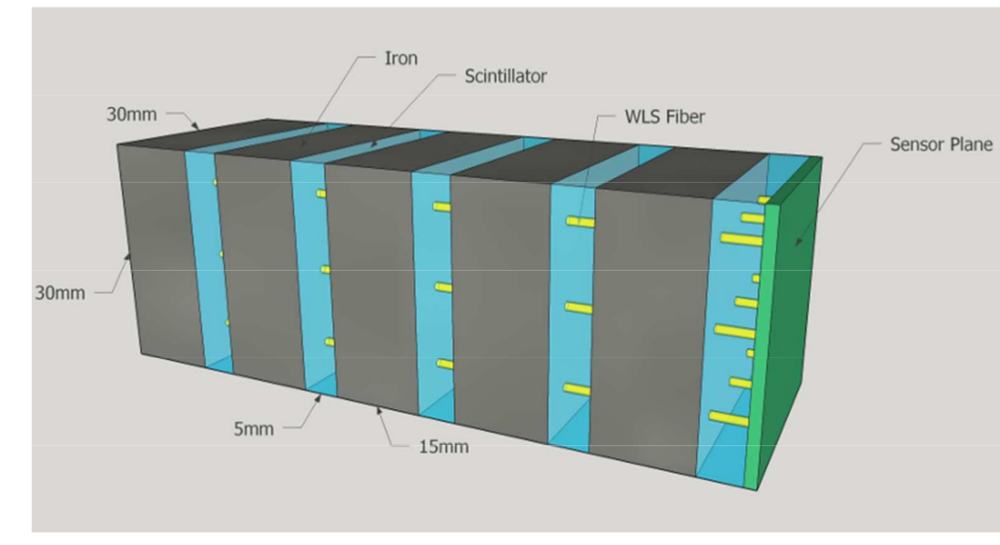 Iron
Scintillator
30mm
WLS Fiber
Sensor Plane
30mm
5mm
15mm